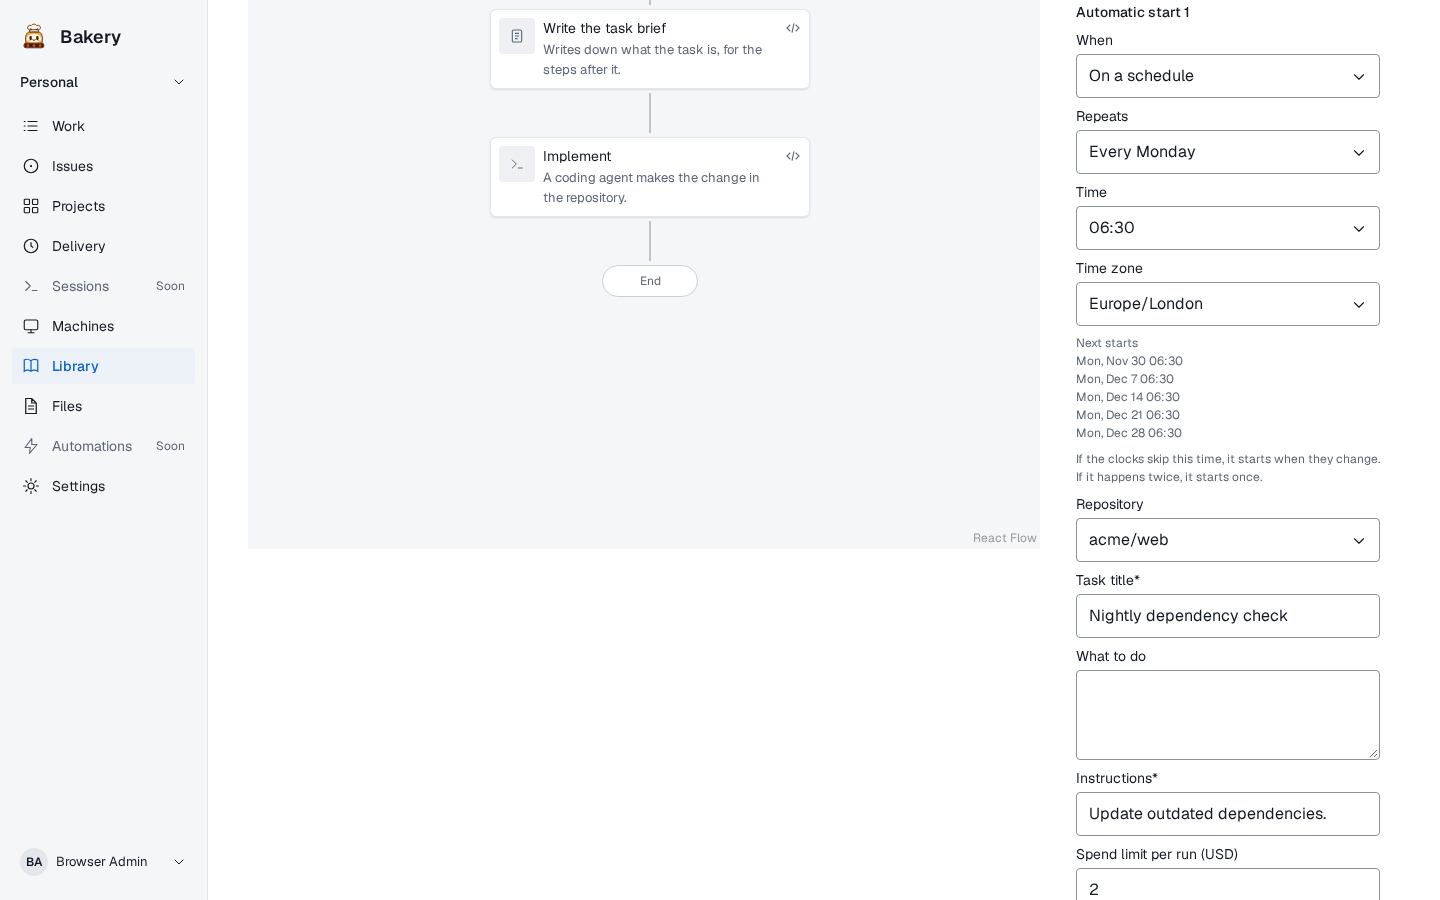 Bakery
Personal
Work
Issues
Projects
Delivery
Sessions Soon
Machines
Library
Files
Automations Soon
Settings
BA Browser Admin
Write the task brief
Writes down what the task is, for the
steps after it.
Implement
A coding agent makes the change in
the repository.
End
React Flow
Automatic start 1
When
On a schedule
Repeats
Every Monday
Time
06:30
Time zone
Europe/London
Next starts
Mon, Nov 30 06:30
Mon, Dec 7 06:30
Mon, Dec 14 06:30
Mon, Dec 21 06:30
Mon, Dec 28 06:30
If the clocks skip this time, it starts when they change.
If it happens twice, it starts once.
Repository
acme/web
Task title*
Nightly dependency check
What to do
Instructions*
Update outdated dependencies.
Spend limit per run (USD)
2